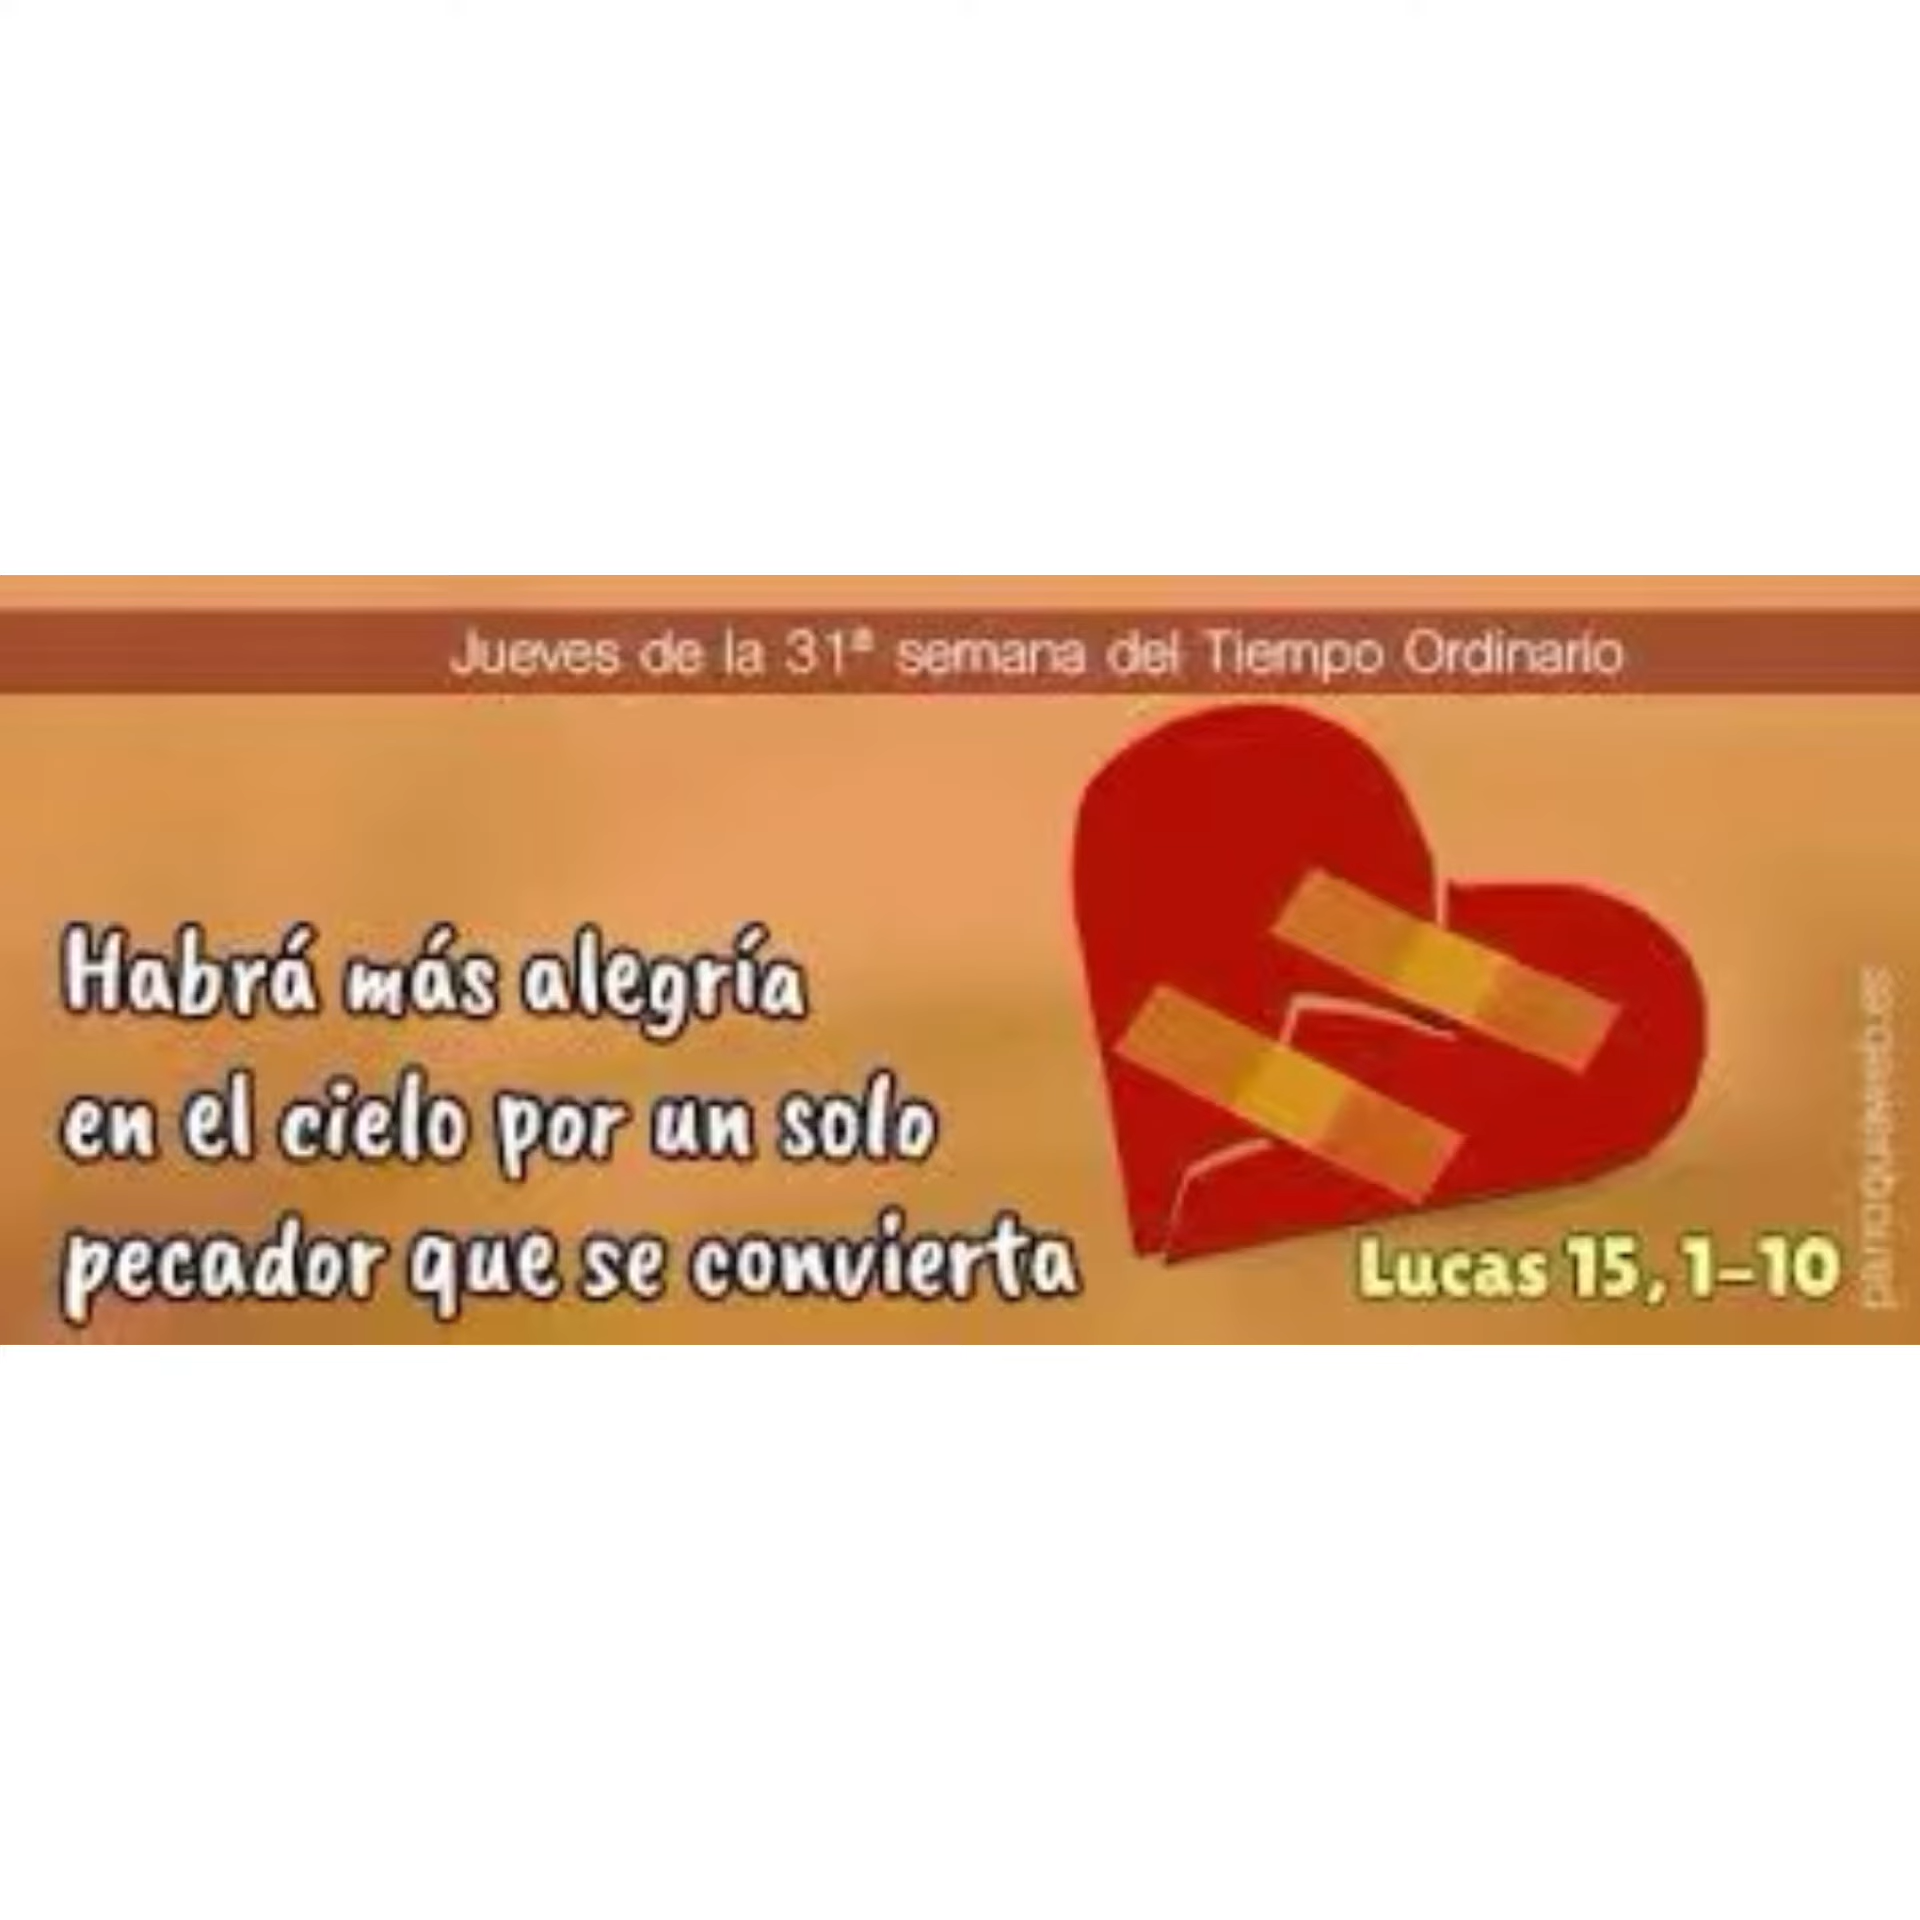 Jueves de la 31ª semana del Tiempo Ordinario
Habrá más alegría
en el cielo por un solo
pecador que se convierta
Lucas 15, 1-10